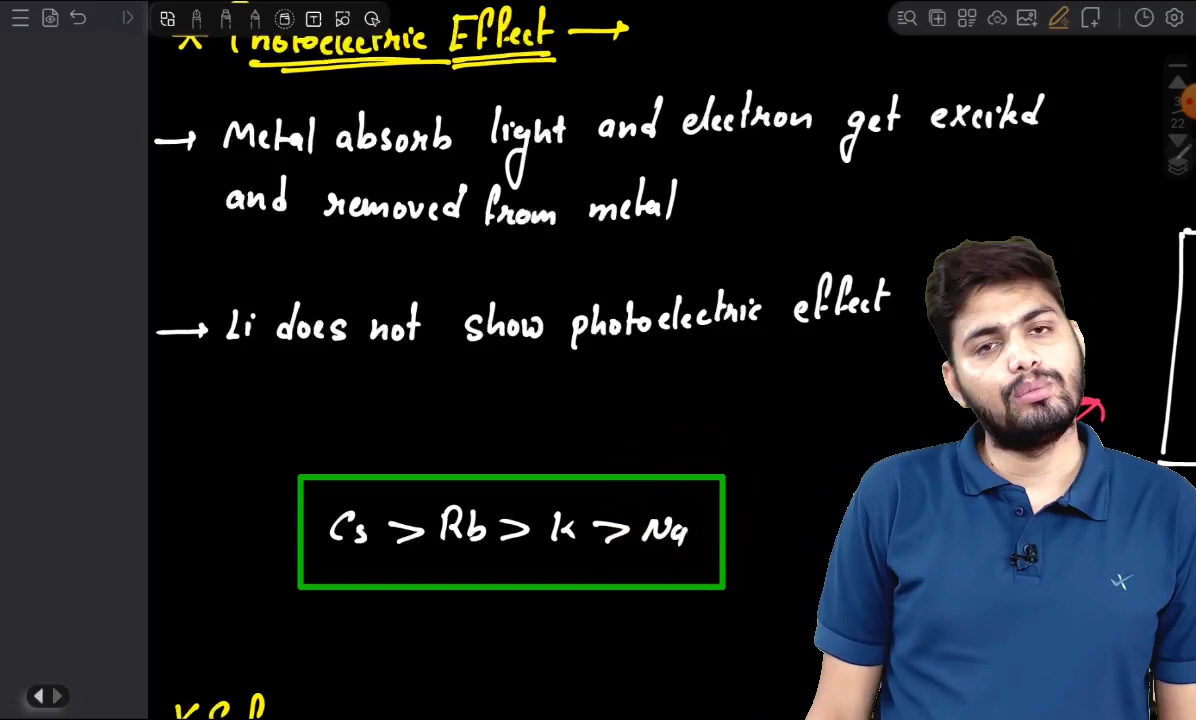 * Photoelectric Effect →
→ Metal absorb light and electron get excited
and removed from metal
→ Li does not show photoelectric effect
Cs > Rb > K > Na
22